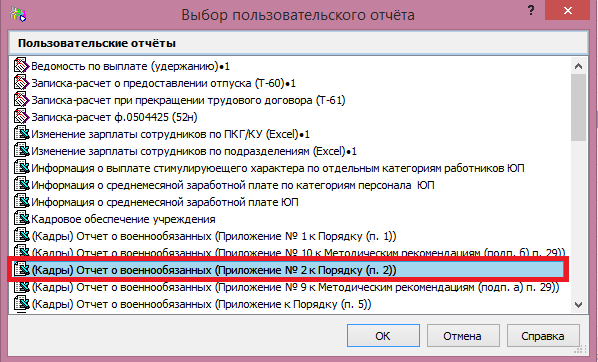 Выбор пользовательского отчёта
?
Пользовательские отчёты
Ведомость по выплате (удержанию)•1
Записка-расчет о предоставлении отпуска (Т-60)•1
Записка-расчет при прекращении трудового договора (Т-61)
Записка-расчет ф.0504425 (52н)
Изменение зарплаты сотрудников по ПКГ/КУ (Excel)•1
Изменение зарплаты сотрудников по подразделениям (Excel)•1
Информация о выплате стимулирующего характера по отдельным категориям работников ЮП
Информация о среднемесяной заработной плате по категориям персонала ЮП
Информация о среднемесяной заработной плате ЮП
Кадровое обеспечение учреждения
(Кадры) Отчет о военнообязанных (Приложение № 1 к Порядку (п. 1))
(Кадры) Отчет о военнообязанных (Приложение № 10 к Методическим рекомендациям (подп. б) п. 29))
(Кадры) Отчет о военнообязанных (Приложение № 2 к Порядку (п. 2))
(Кадры) Отчет о военнообязанных (Приложение № 9 к Методическим рекомендациям (подп. а) п. 29))
(Кадры) Отчет о военнообязанных (Приложение к Порядку (п. 5))
ОК Отмена Справка